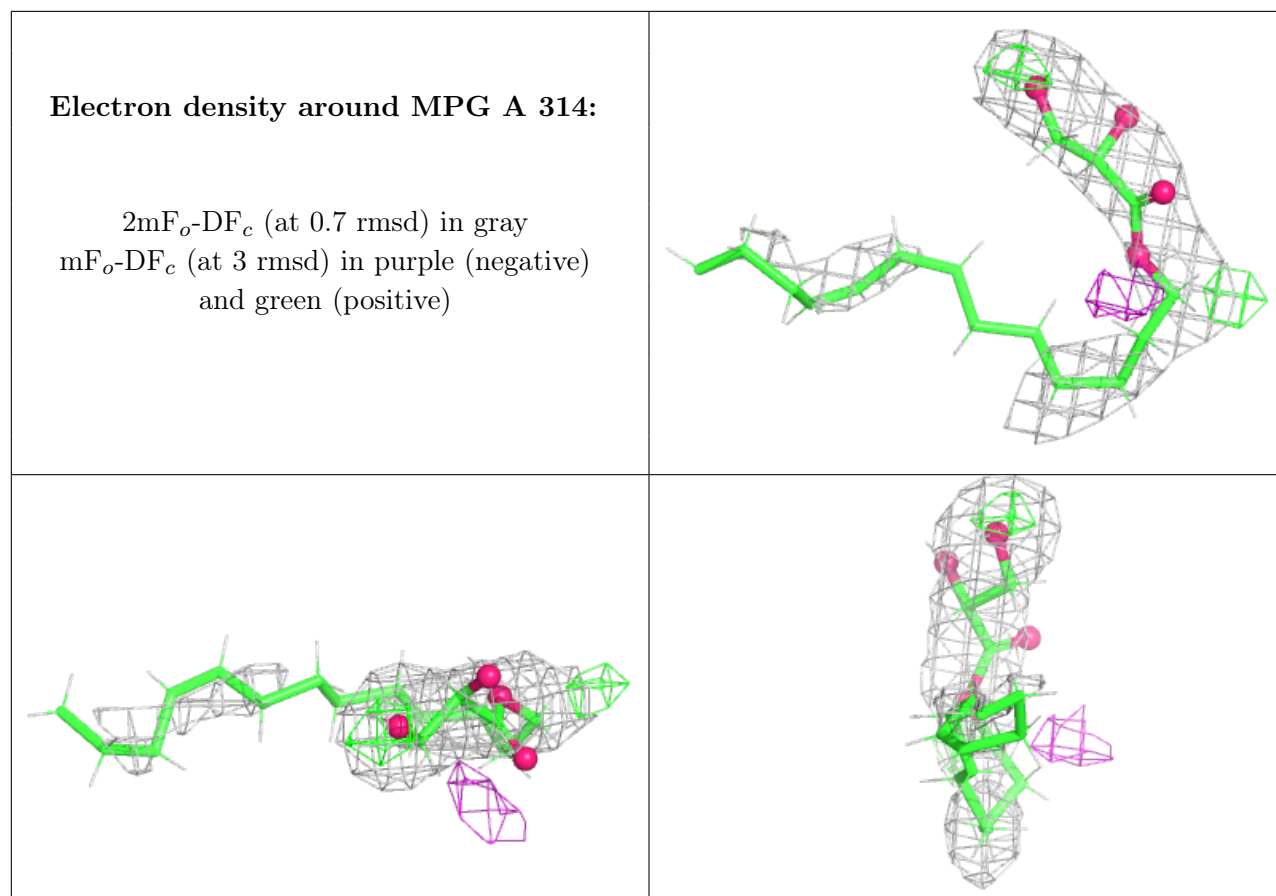 Electron density around MPG A 314:
2mFo-DFc (at 0.7 rmsd) in gray
mFo-DFc (at 3 rmsd) in purple (negative)
and green (positive)